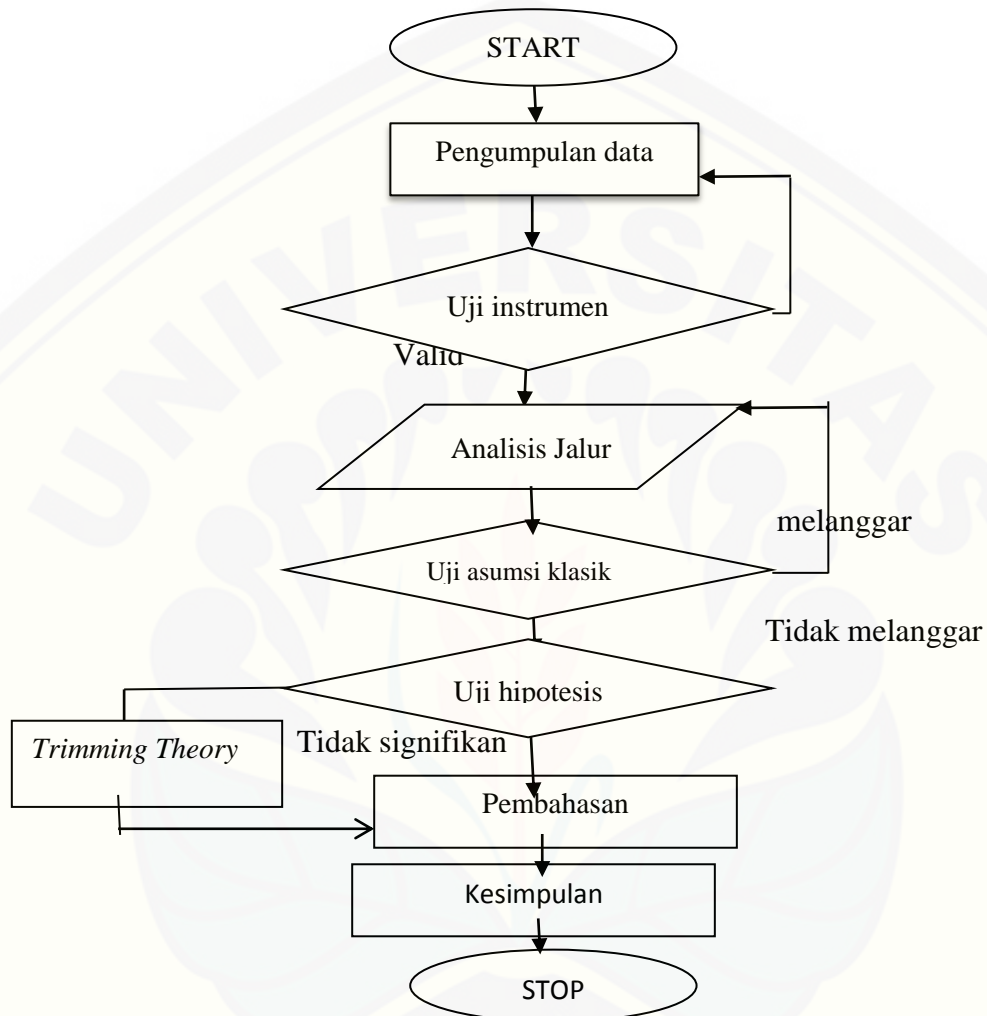 START
Pengumpulan data
Uji instrumen
Valid
Analisis Jalur
melanggar
Uji asumsi klasik
Tidak melanggar
Uji hipotesis
Trimming Theory
Tidak signifikan
Pembahasan
Kesimpulan
STOP
UNIVERSITAS